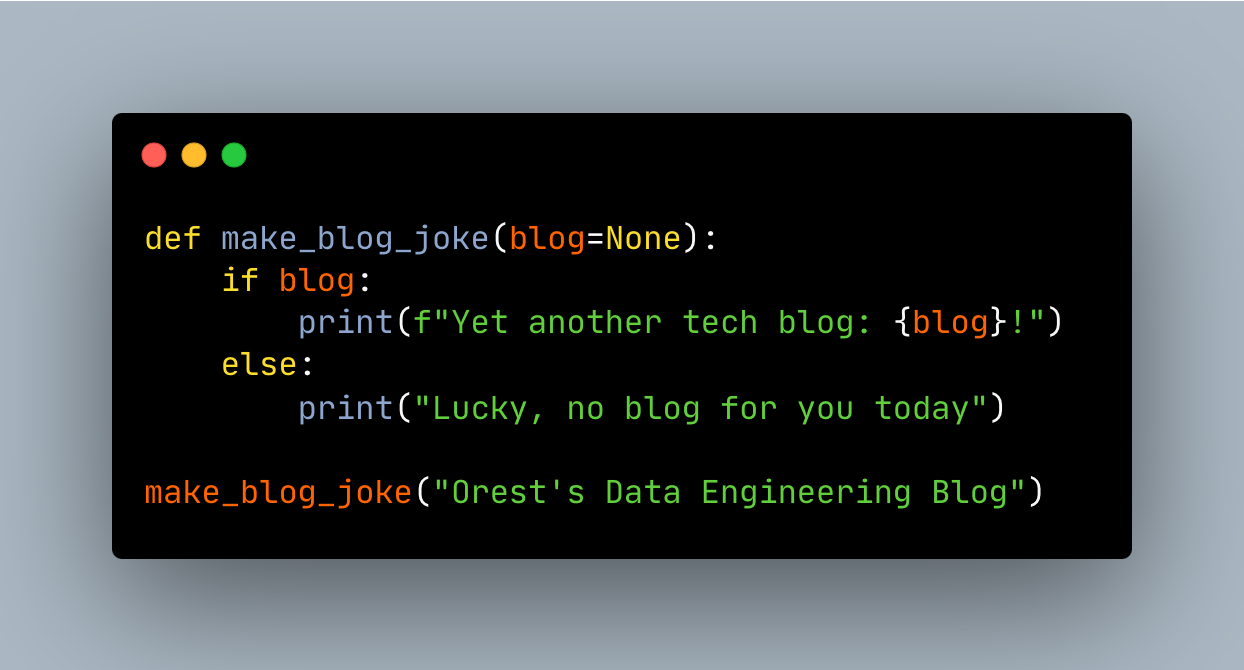 def make_blog_joke(blog=None):
    if blog:
        print(f"Yet another tech blog: {blog}!")
    else:
        print("Lucky, no blog for you today")

make_blog_joke("Orest's Data Engineering Blog")